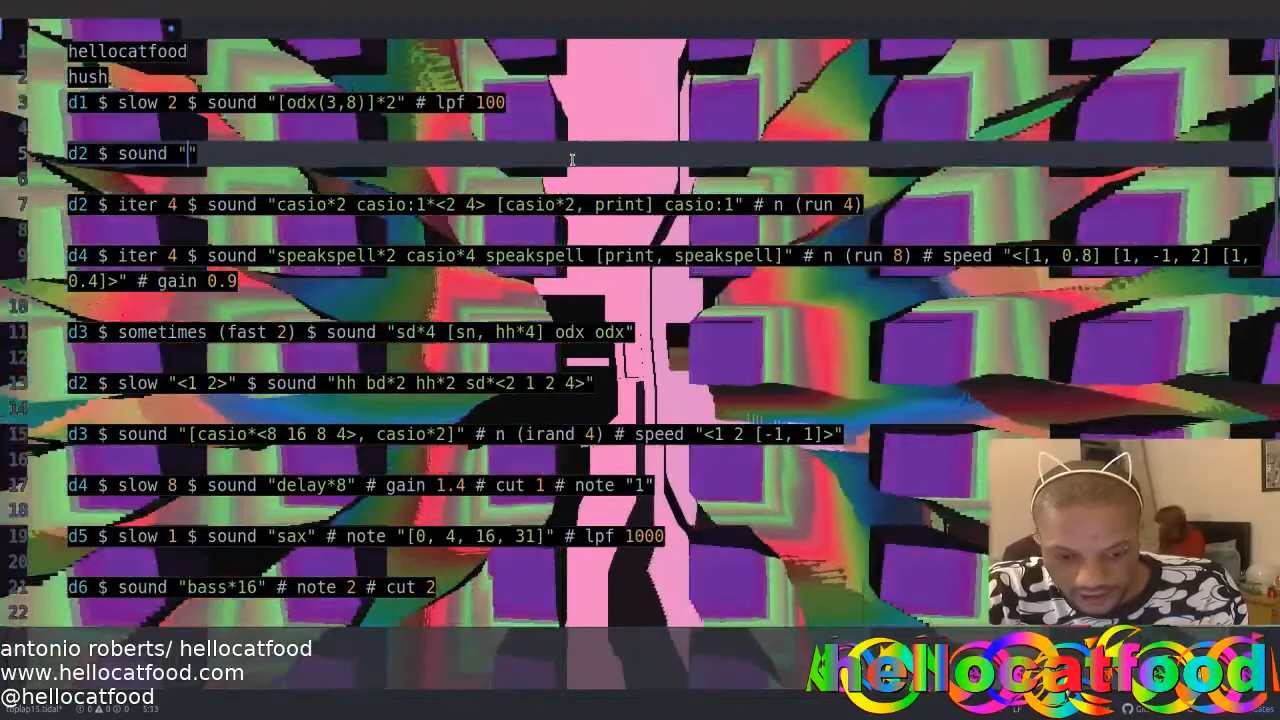 hellocatfood
hush
d1 $ slow 2 $ sound "[odx(3,8)]*2" # lpf 100
d2 $ sound ""
d2 $ iter 4 $ sound "casio*2 casio:1*<2 4> [casio*2, print] casio:1" # n (run 4)
d4 $ iter 4 $ sound "speakspell*2 casio*4 speakspell [print, speakspell]" # n (run 8) # speed "<[1, 0.8] [1, -1, 2] [1,
0.4]>" # gain 0.9
d3 $ sometimes (fast 2) $ sound "sd*4 [sn, hh*4] odx odx"
d2 $ slow "<1 2>" $ sound "hh bd*2 hh*2 sd*<2 1 2 4>"
d3 $ sound "[casio*<8 16 8 4>, casio*2]" # n (irand 4) # speed "<1 2 [-1, 1]>"
d4 $ slow 8 $ sound "delay*8" # gain 1.4 # cut 1 # note "1"
d5 $ slow 1 $ sound "sax" # note "[0, 4, 16, 31]" # lpf 1000
d6 $ sound "bass*16" # note 2 # cut 2
antonio roberts/ hellocatfood
www.hellocatfood.com
@hellocatfood
hellocatfood
toplap15.tidal* 0 0 0 5:13